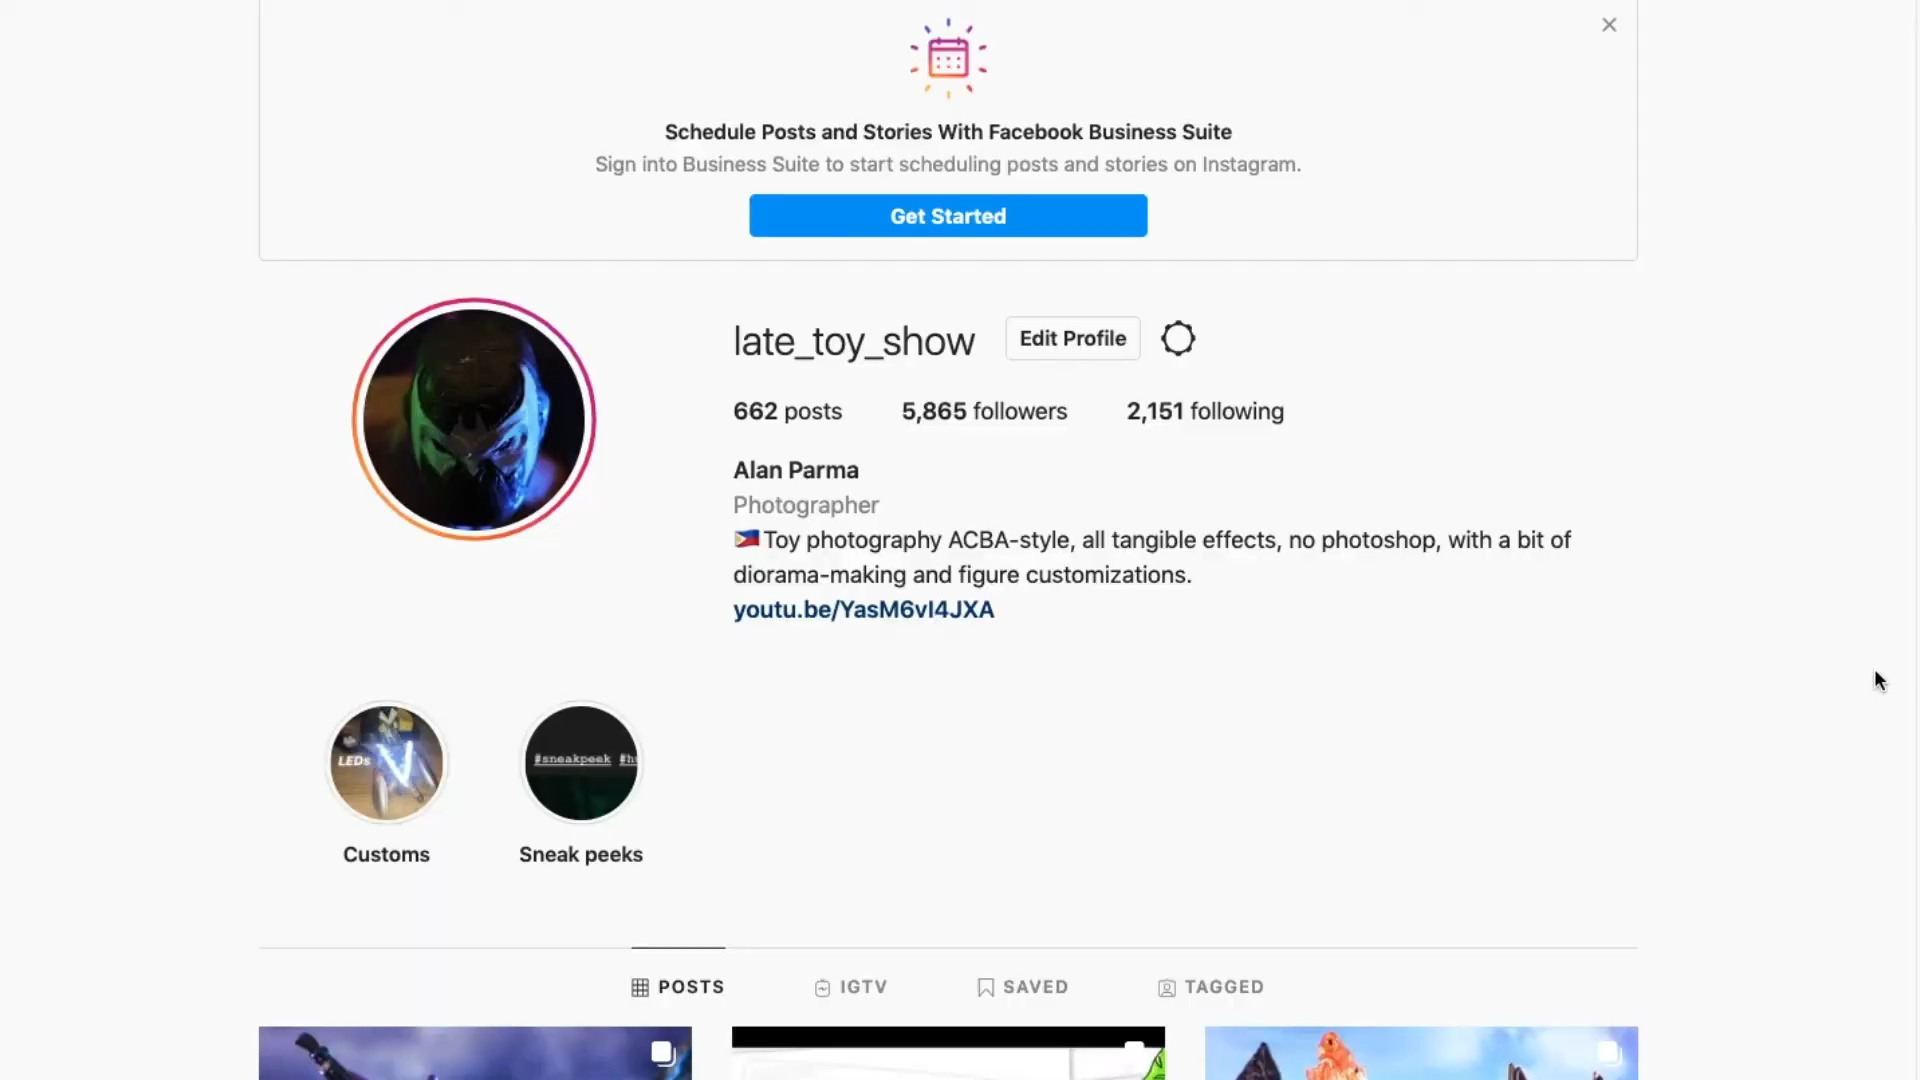 Schedule Posts and Stories With Facebook Business Suite
Sign into Business Suite to start scheduling posts and stories on Instagram.
Get Started
late_toy_show Edit Profile
662 posts 5,865 followers 2,151 following
Alan Parma
Photographer
🇵🇭Toy photography ACBA-style, all tangible effects, no photoshop, with a bit of
diorama-making and figure customizations.
youtu.be/YasM6vI4JXA
LEDs
#sneakpeek
Customs Sneak peeks
POSTS IGTV SAVED TAGGED